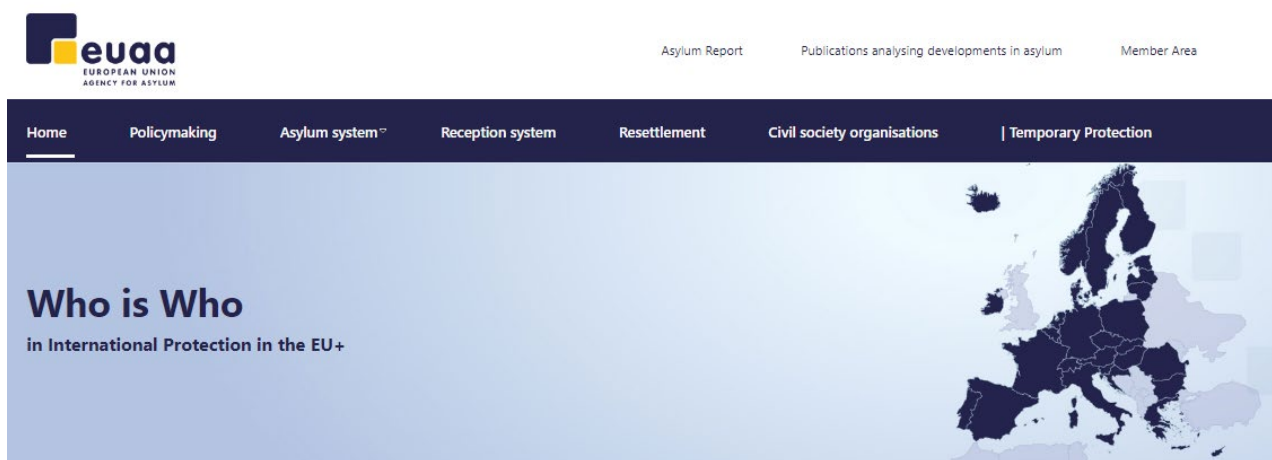 euaa
EUROPEAN UNION
AGENCY FOR ASYLUM
Asylum Report Publications analysing developments in asylum Member Area
Home Policymaking Asylum system Reception system Resettlement Civil society organisations | Temporary Protection
Who is Who
in International Protection in the EU+